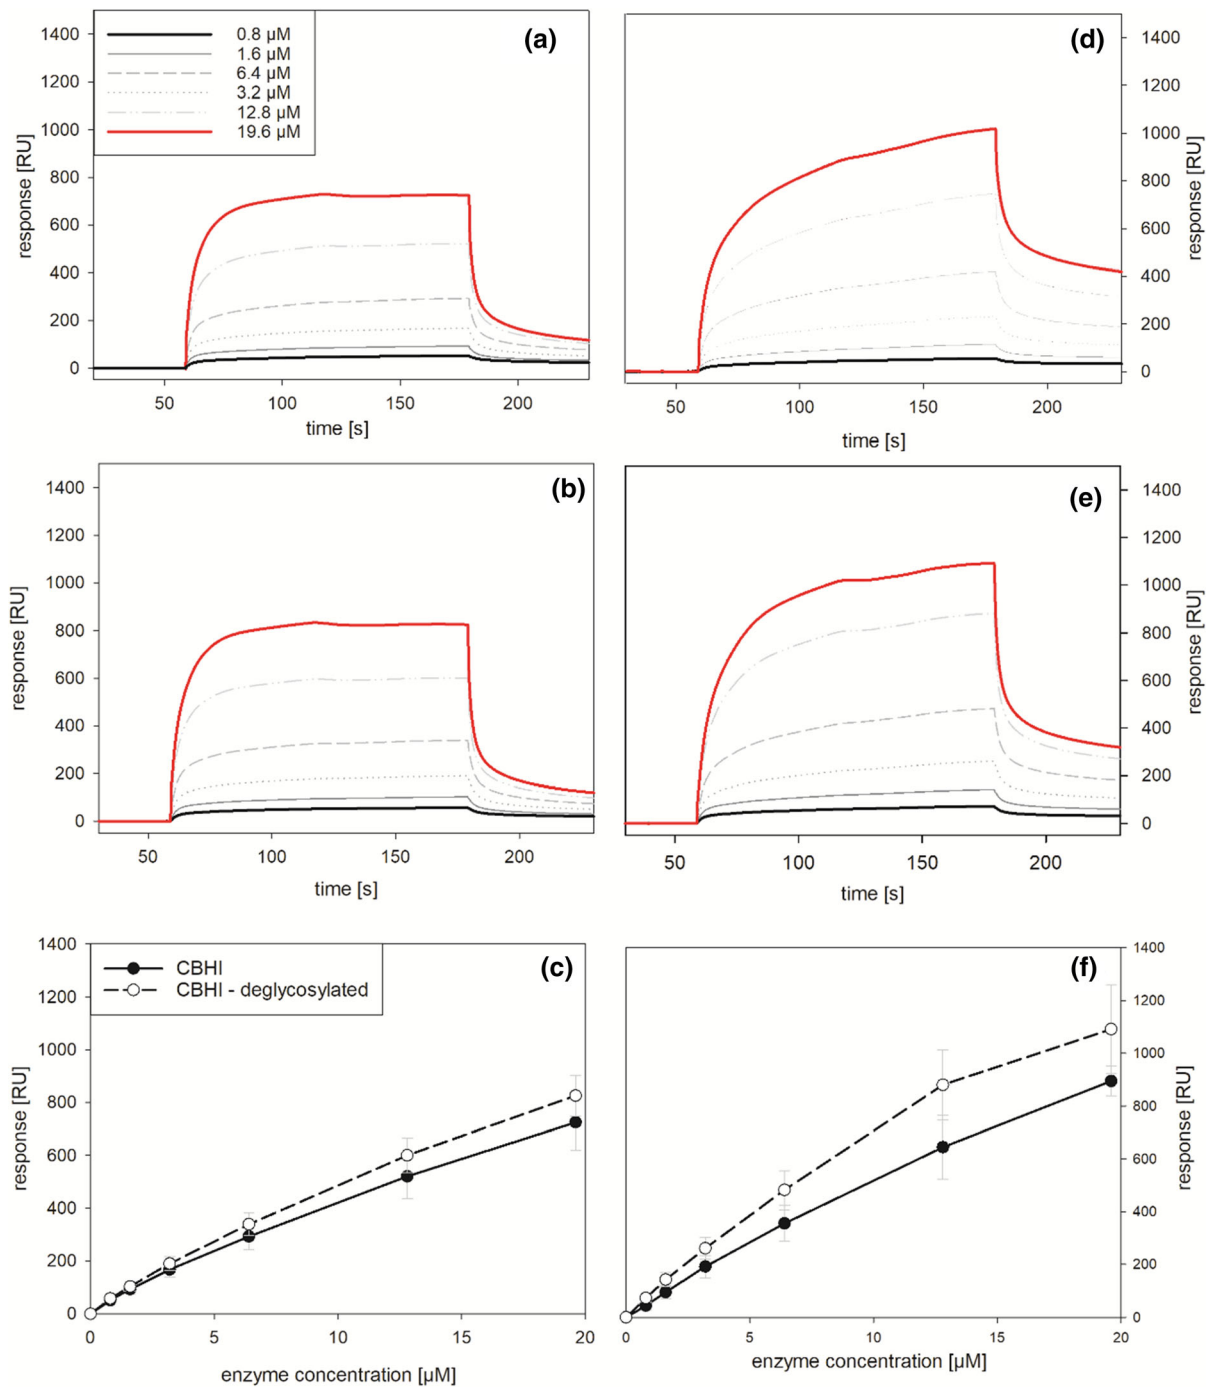 (a)
0.8 µM
1.6 µM
6.4 µM
3.2 µM
12.8 µM
19.6 µM
1400
1200
1000
800
600
400
200
0
response [RU]
50
100
150
200
time [s]
(d)
1400
1200
1000
800
600
400
200
0
response [RU]
50
100
150
200
time [s]
(b)
1400
1200
1000
800
600
400
200
0
response [RU]
50
100
150
200
time [s]
(e)
1400
1200
1000
800
600
400
200
0
response [RU]
50
100
150
200
time [s]
(c)
CBHI
CBHI - deglycosylated
1400
1200
1000
800
600
400
200
0
response [RU]
0
5
10
15
20
enzyme concentration [µM]
(f)
1400
1200
1000
800
600
400
200
0
response [RU]
0
5
10
15
20
enzyme concentration [µM]